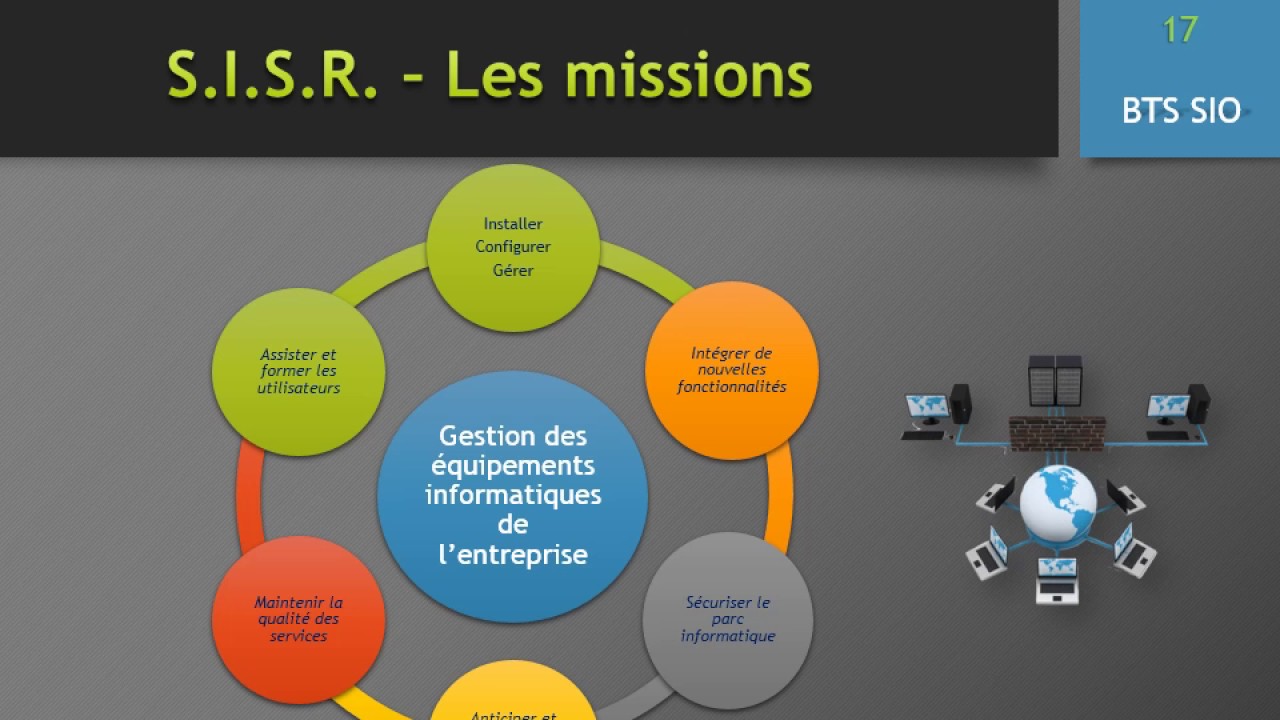 S.I.S.R. - Les missions
17
BTS SIO
Installer
Configurer
Gérer
Intégrer de
nouvelles
fonctionnalités
Sécuriser le
parc
informatique
Anticiper et
Maintenir la
qualité des
services
Assister et
former les
utilisateurs
Gestion des
équipements
informatiques
de
l’entreprise